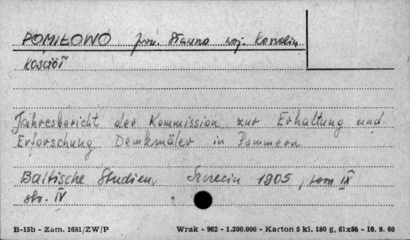 POMIŁOWO pow. Sławno woj. Koszalin
Kościół
Jahresbericht der Kommission zur Erhaltung und
Erforschung Denkmäler in Pommern
Baltische Studien, Szczecin 1905, tom IX
str. IV
B-15b - Zam. 1681/ZW/P Wrak - 962 - 1.300.000 - Karton 5 kl. 180 g, 61x86 - 10. 9. 60